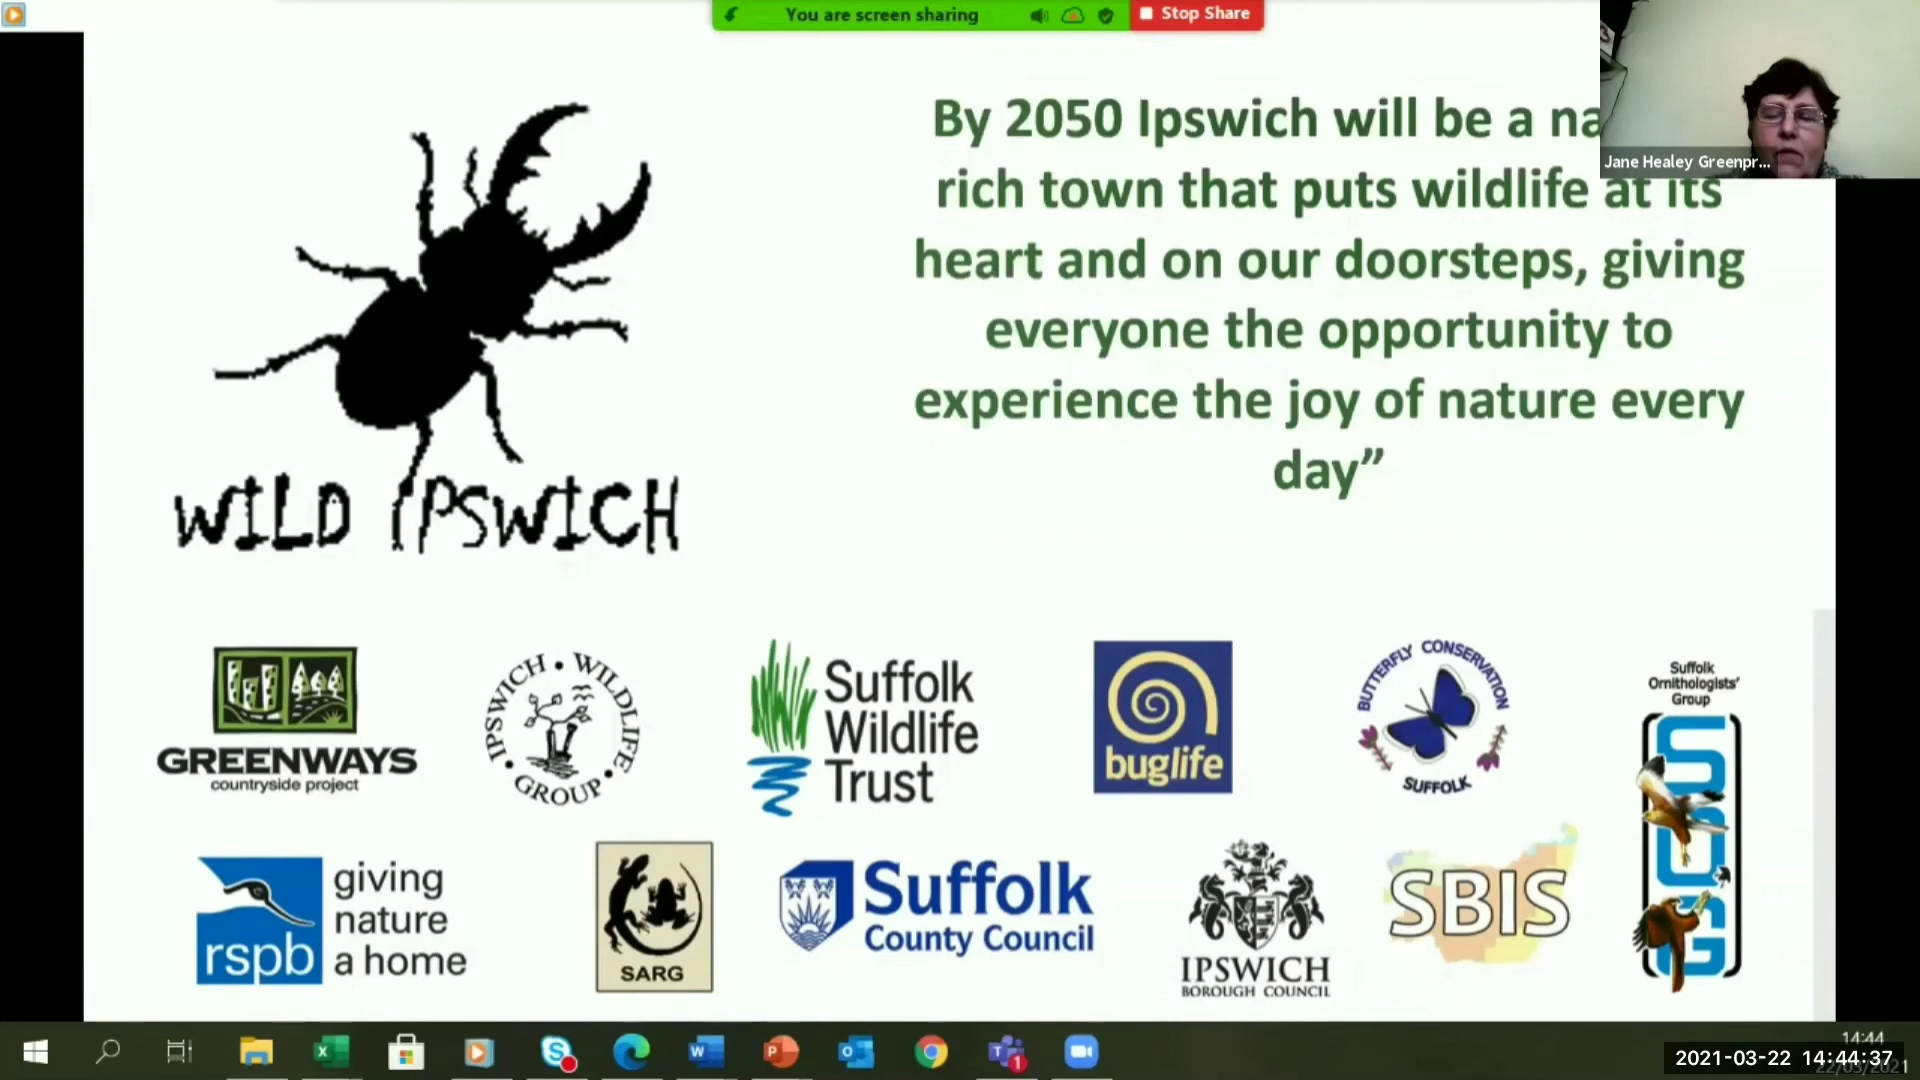 You are screen sharing
Stop Share
Jane Healey Greenpr...
By 2050 Ipswich will be a na
rich town that puts wildlife at its
heart and on our doorsteps, giving
everyone the opportunity to
experience the joy of nature every
day”
WILD IPSWICH
GREENWAYS
countryside project
IPSWICH • WILDLIFE • GROUP •
Suffolk
Wildlife
Trust
buglife
BUTTERFLY CONSERVATION
SUFFOLK
Suffolk
Ornithologists’
Group
SOG
rspb
giving
nature
a home
SARG
Suffolk
County Council
IPSWICH
BOROUGH COUNCIL
SBIS
14:44
2021-03-22 14:44:37
22/03/2021